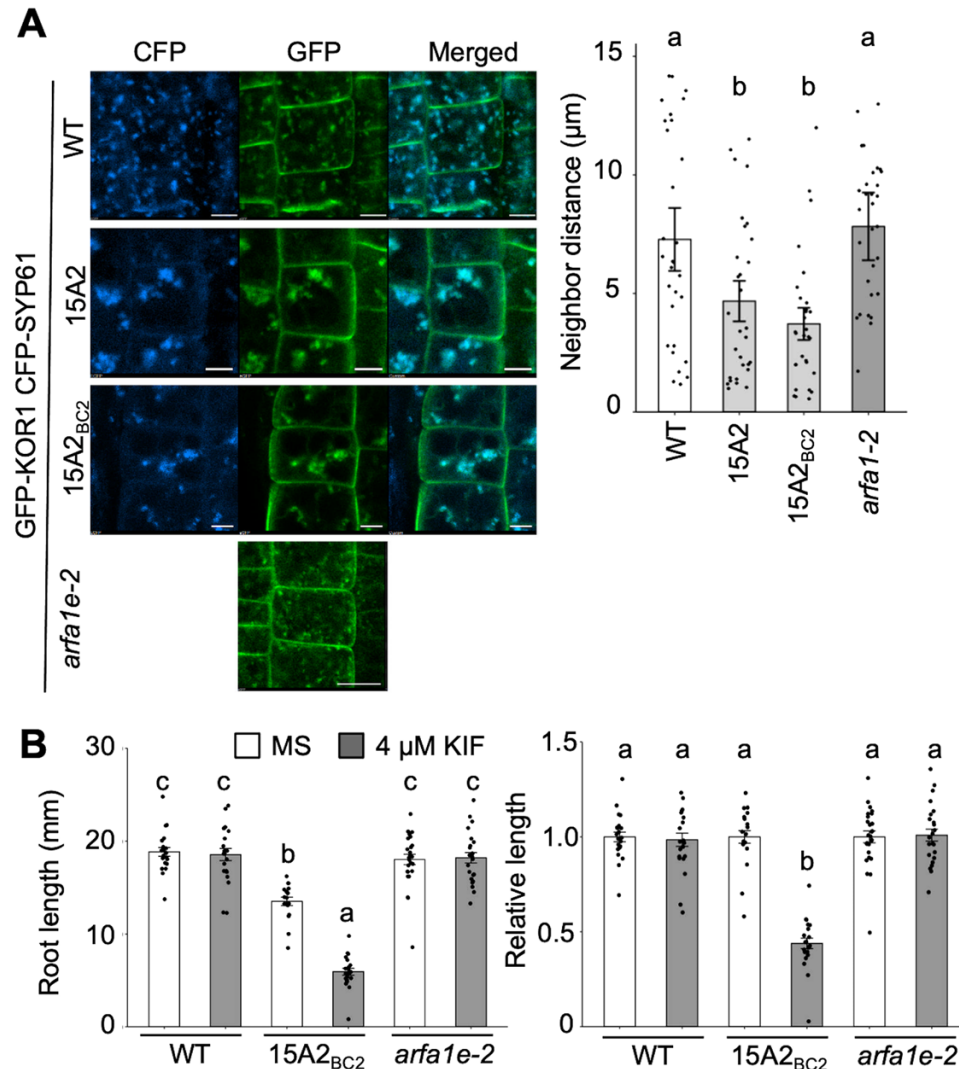 A
CFP GFP Merged
GFP-KOR1 CFP-SYP61
WT
15A2
15A2BC2
arfa1e-2
Neighbor distance (µm)
15
10
5
0
a b b a
WT 15A2 15A2BC2 arfa1-2
B
MS 4 µM KIF
Root length (mm)
30
20
10
0
c c b a c c
WT 15A2BC2 arfa1e-2
Relative length
1.5
1.0
0.5
0
a a a b a a
WT 15A2BC2 arfa1e-2